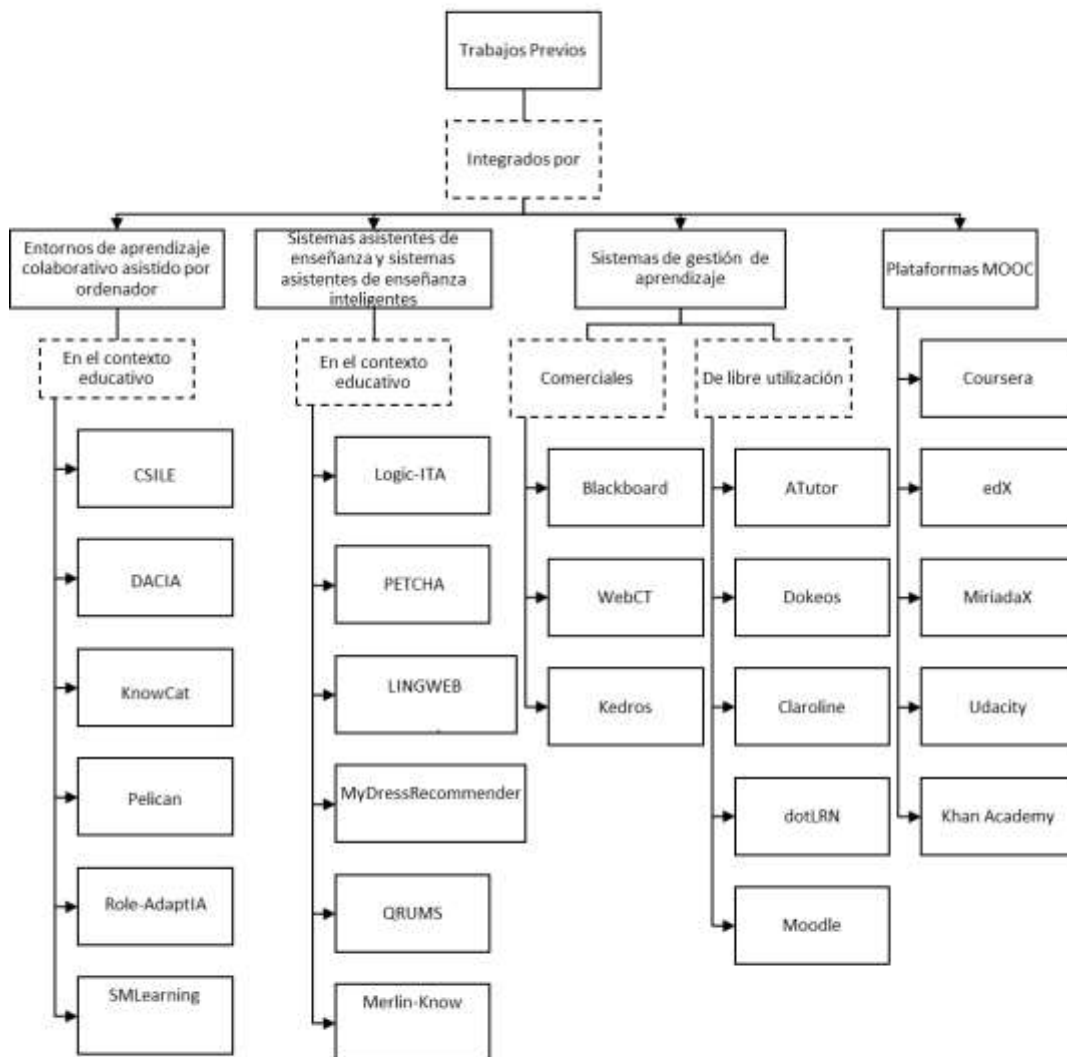 Trabajos Previos
Integrados por
Entornos de aprendizaje
colaborativo asistido por
ordenador
Sistemas asistentes de
enseñanza y sistemas
asistentes de enseñanza
inteligentes
Sistemas de gestión de
aprendizaje
Plataformas MOOC
En el contexto
educativo
En el contexto
educativo
Comerciales
De libre utilización
CSILE
DACIA
KnowCat
Pelican
Role-AdaptIA
SMLearning
Logic-ITA
PETCHA
LINGWEB
MyDressRecommender
QRUMS
Merlin-Know
Blackboard
WebCT
Kedros
ATutor
Dokeos
Claroline
dotLRN
Moodle
Coursera
edX
MiriadaX
Udacity
Khan Academy